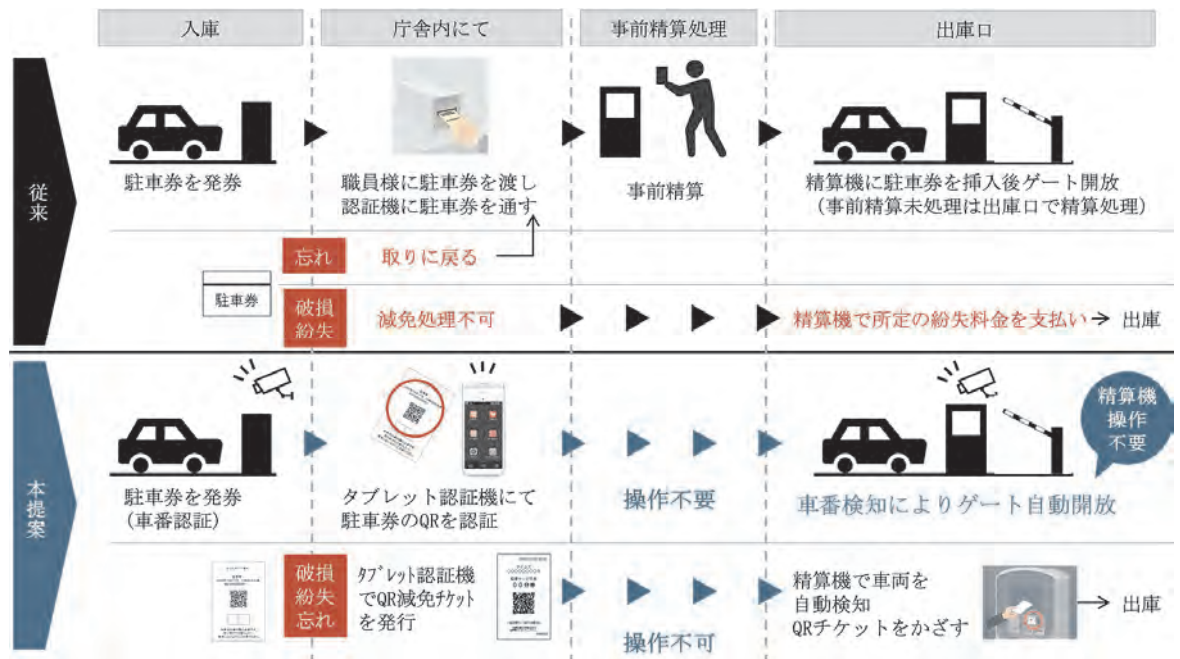 入庫
庁舎内にて
事前精算処理
出庫口
従来
駐車券を発券
職員様に駐車券を渡し
認証機に駐車券を通す
事前精算
精算機に駐車券を挿入後ゲート開放
(事前精算未処理は出庫口で精算処理)
忘れ
取りに戻る
駐車券
破損
紛失
減免処理不可
精算機で所定の紛失料金を支払い
出庫
本提案
駐車券を発券
(車番認証)
タブレット認証機にて
駐車券のQRを認証
操作不要
車番検知によりゲート自動開放
精算機
操作
不要
破損
紛失
忘れ
タブレット認証機
でQR減免チケット
を発行
操作不可
精算機で車両を
自動検知
QRチケットをかざす
出庫